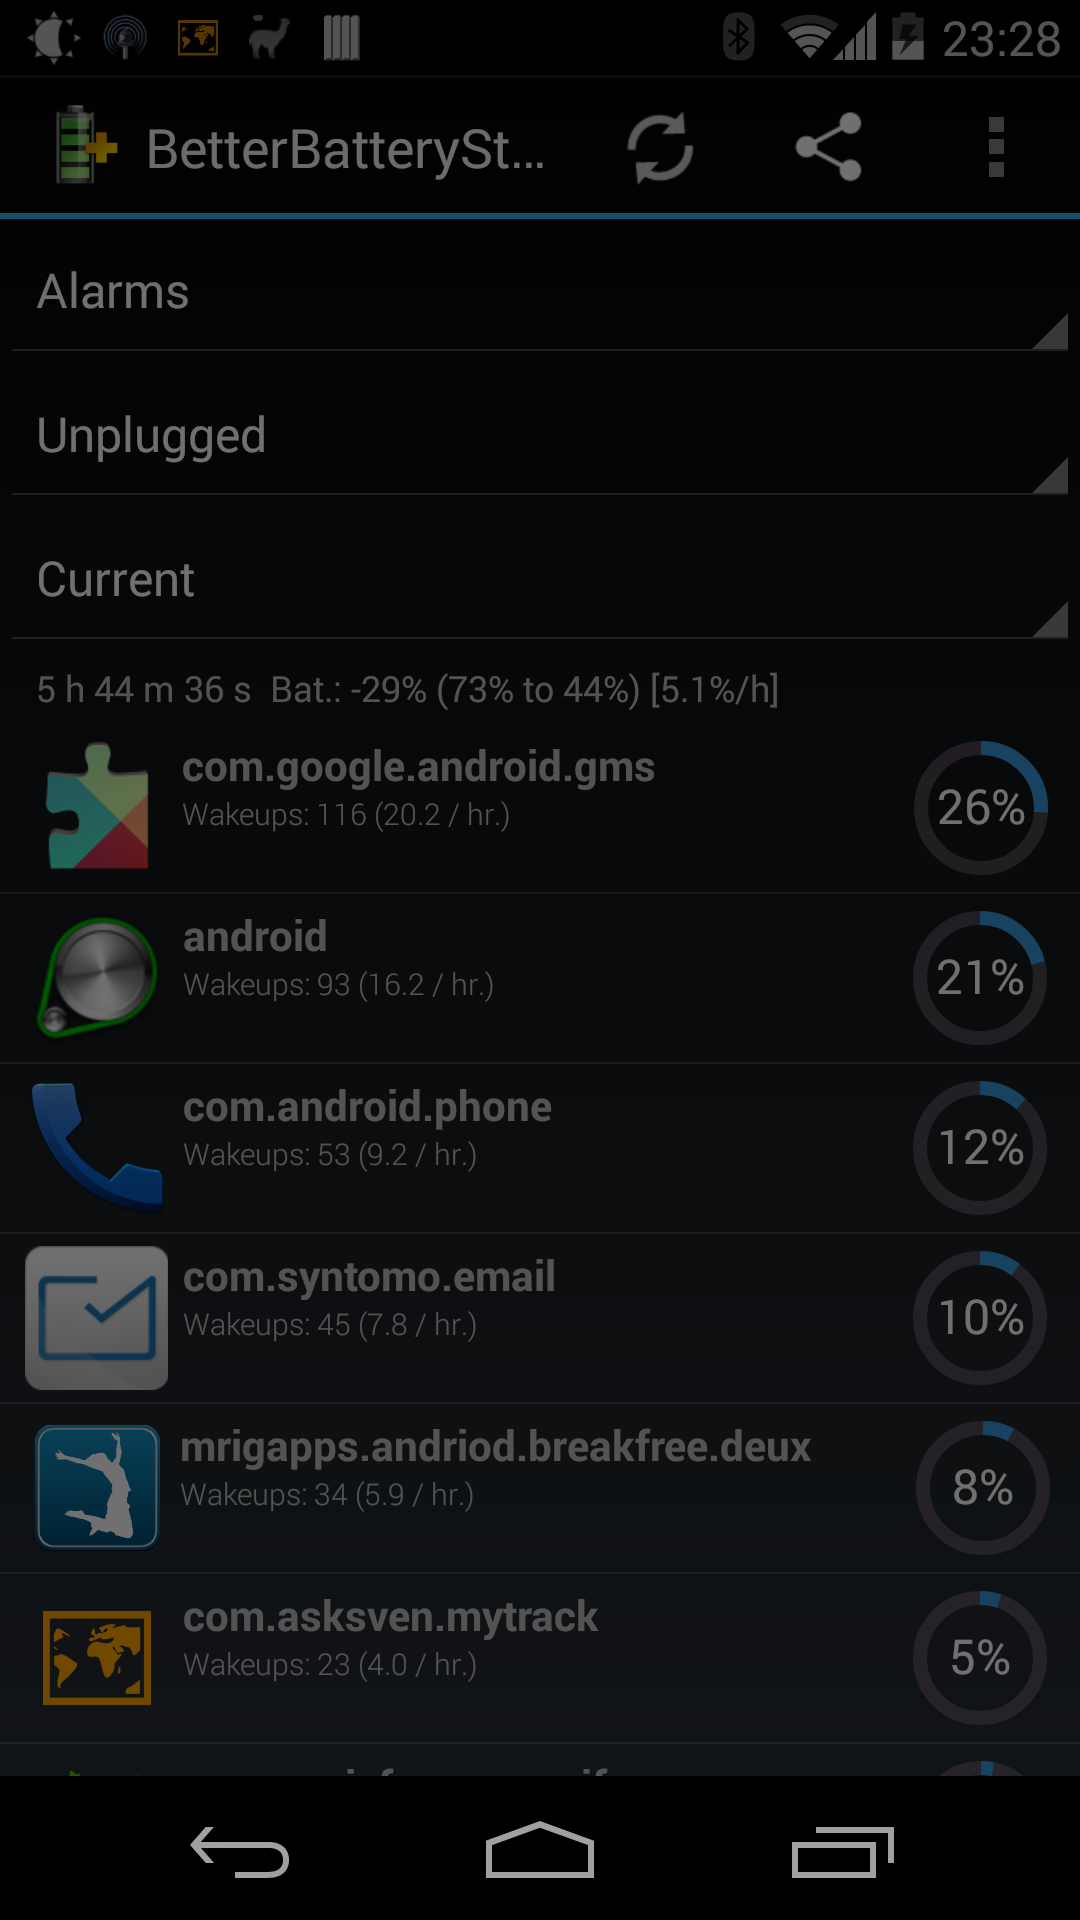 23:28
BetterBatterySt...
Alarms
Unplugged
Current
5 h 44 m 36 s  Bat.: -29% (73% to 44%) [5.1%/h]
com.google.android.gms
Wakeups: 116 (20.2 / hr.)
26%
android
Wakeups: 93 (16.2 / hr.)
21%
com.android.phone
Wakeups: 53 (9.2 / hr.)
12%
com.syntomo.email
Wakeups: 45 (7.8 / hr.)
10%
mrigapps.andriod.breakfree.deux
Wakeups: 34 (5.9 / hr.)
8%
com.asksven.mytrack
Wakeups: 23 (4.0 / hr.)
5%